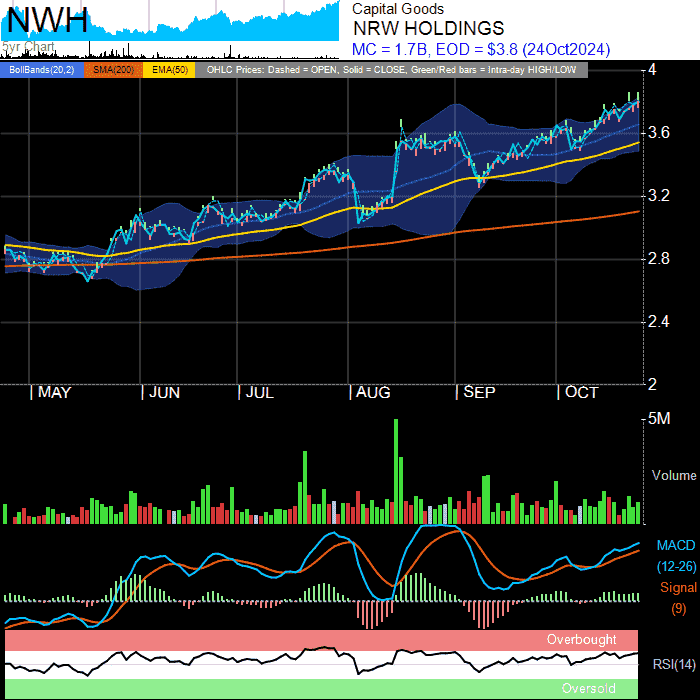 NWH
5yr Chart
Capital Goods
NRW HOLDINGS
MC = 1.7B, EOD = $3.8 (24Oct2024)
BollBands(20,2) SMA(200) EMA(50) OHLC Prices: Dashed = OPEN, Solid = CLOSE, Green/Red bars = Intra-day HIGH/LOW
4
3.6
3.2
2.8
2.4
2
MAY JUN JUL AUG SEP OCT
5M
Volume
MACD
(12-26)
Signal
(9)
Overbought
RSI(14)
Oversold